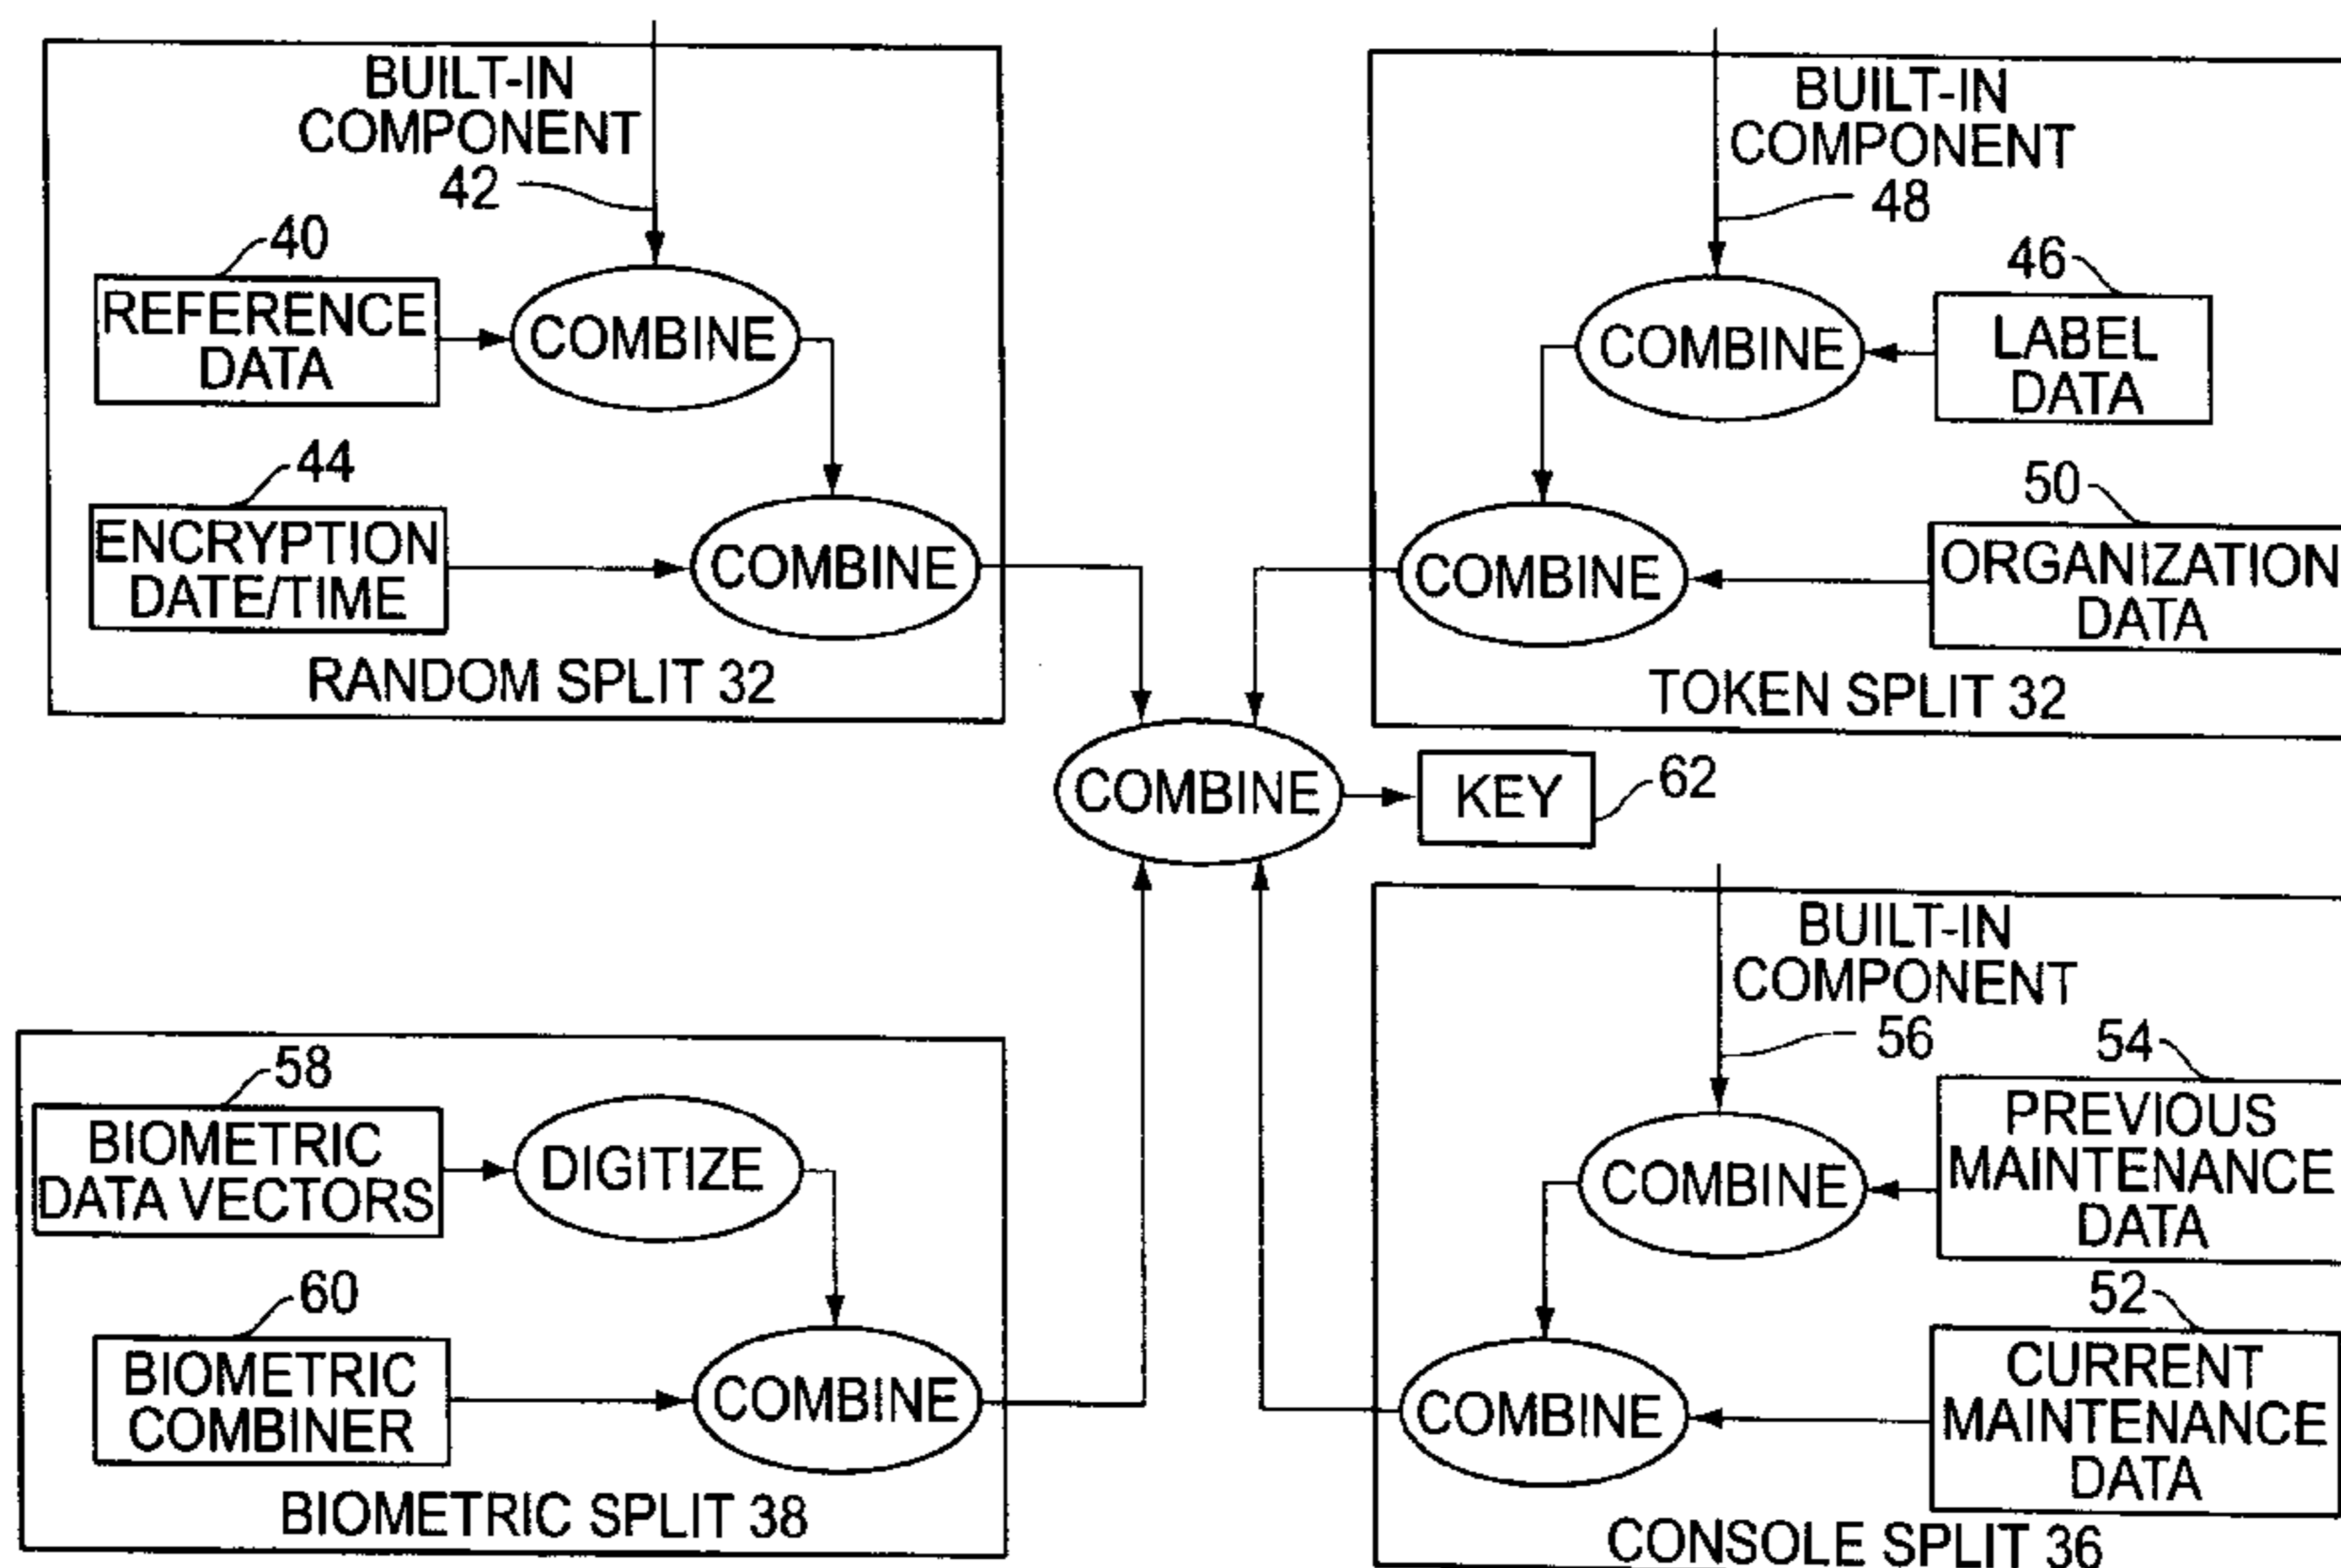 BUILT-IN
COMPONENT
42
40
REFERENCE
DATA
COMBINE
44
ENCRYPTION
DATE/TIME
COMBINE
RANDOM SPLIT 32
BUILT-IN
COMPONENT
48
46
COMBINE
LABEL
DATA
50
COMBINE
ORGANIZATION
DATA
TOKEN SPLIT 32
COMBINE
KEY
62
58
BIOMETRIC
DATA VECTORS
DIGITIZE
60
BIOMETRIC
COMBINER
COMBINE
BIOMETRIC SPLIT 38
BUILT-IN
COMPONENT
56
54
COMBINE
PREVIOUS
MAINTENANCE
DATA
52
COMBINE
CURRENT
MAINTENANCE
DATA
CONSOLE SPLIT 36